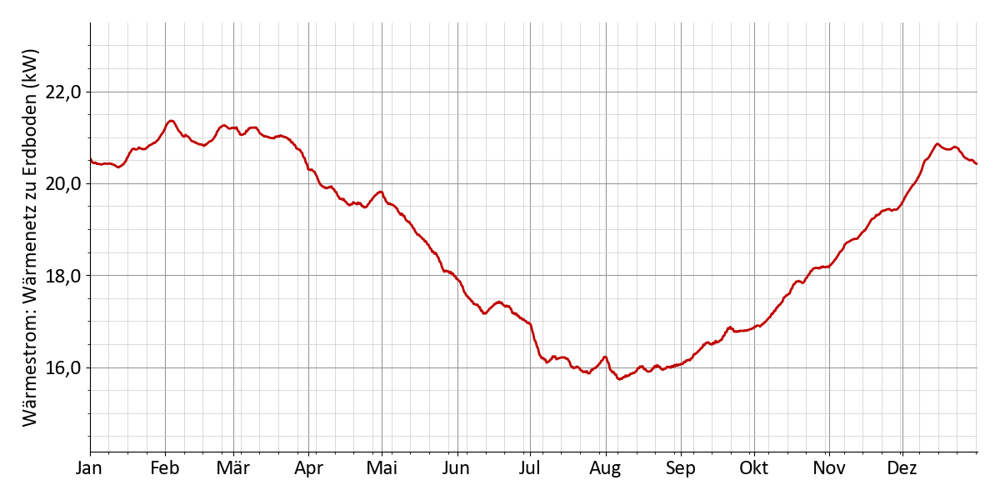 Wärmestrom: Wärmenetz zu Erdboden (kW)
22,0
20,0
18,0
16,0
Jan Feb Mär Apr Mai Jun Jul Aug Sep Okt Nov Dez